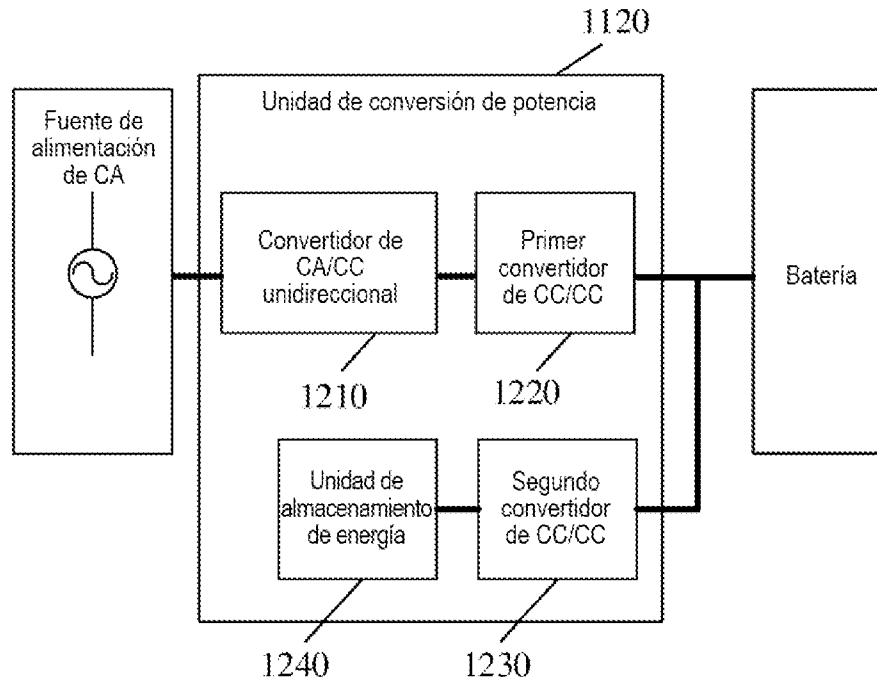 1120
Fuente de
alimentación
de CA
Unidad de conversión de potencia
Convertidor de
CA/CC
unidireccional
Primer
convertidor
de CC/CC
Batería
1210
1220
Unidad de
almacenamiento
de energía
Segundo
convertidor
de CC/CC
1240
1230